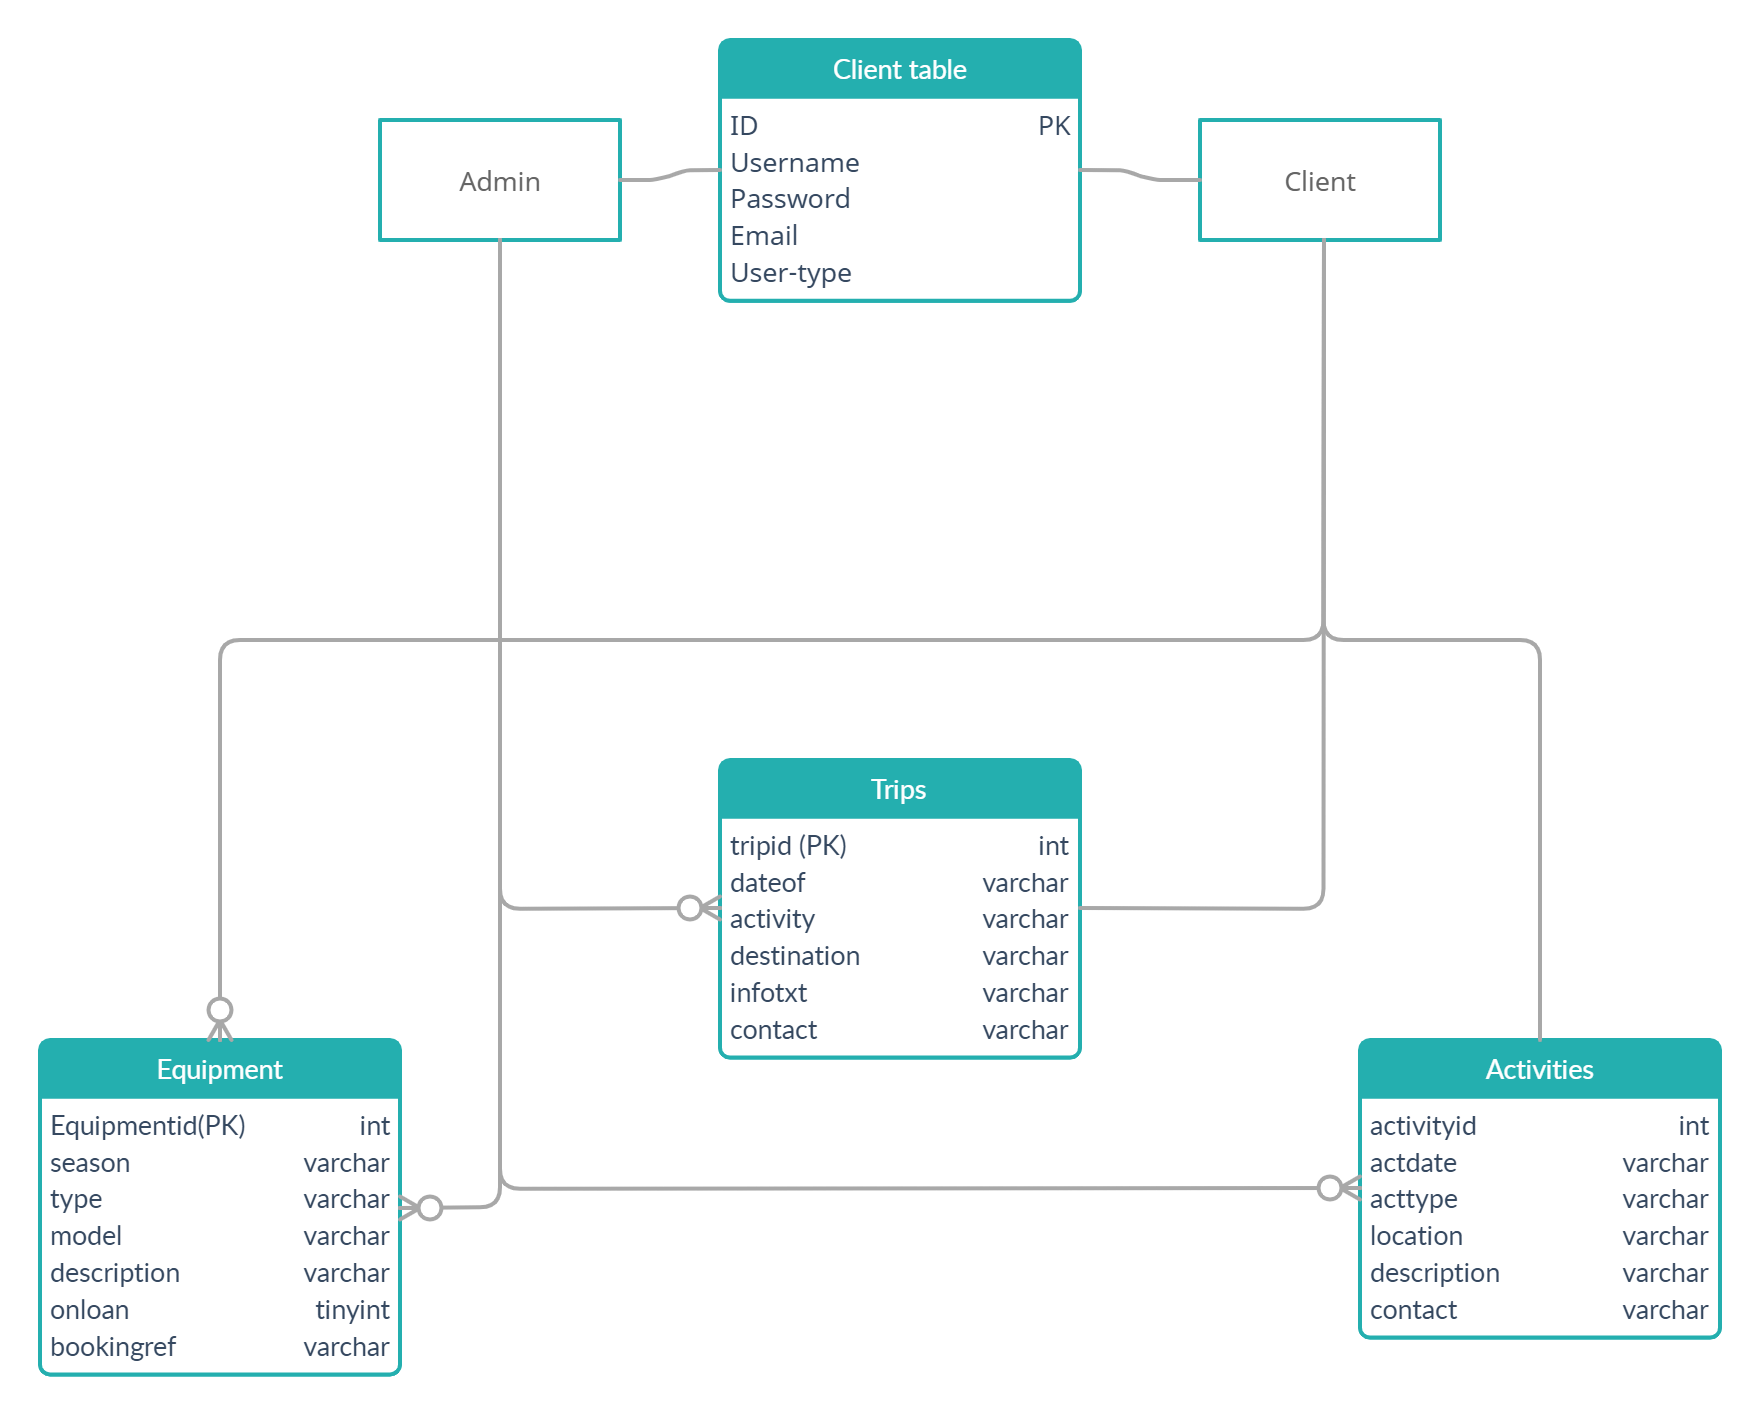 Client table
ID PK
Username
Password
Email
User-type
Admin
Client
Trips
tripid (PK) int
dateof varchar
activity varchar
destination varchar
infotxt varchar
contact varchar
Equipment
Equipmentid(PK) int
season varchar
type varchar
model varchar
description varchar
onloan tinyint
bookingref varchar
Activities
activityid int
actdate varchar
acttype varchar
location varchar
description varchar
contact varchar